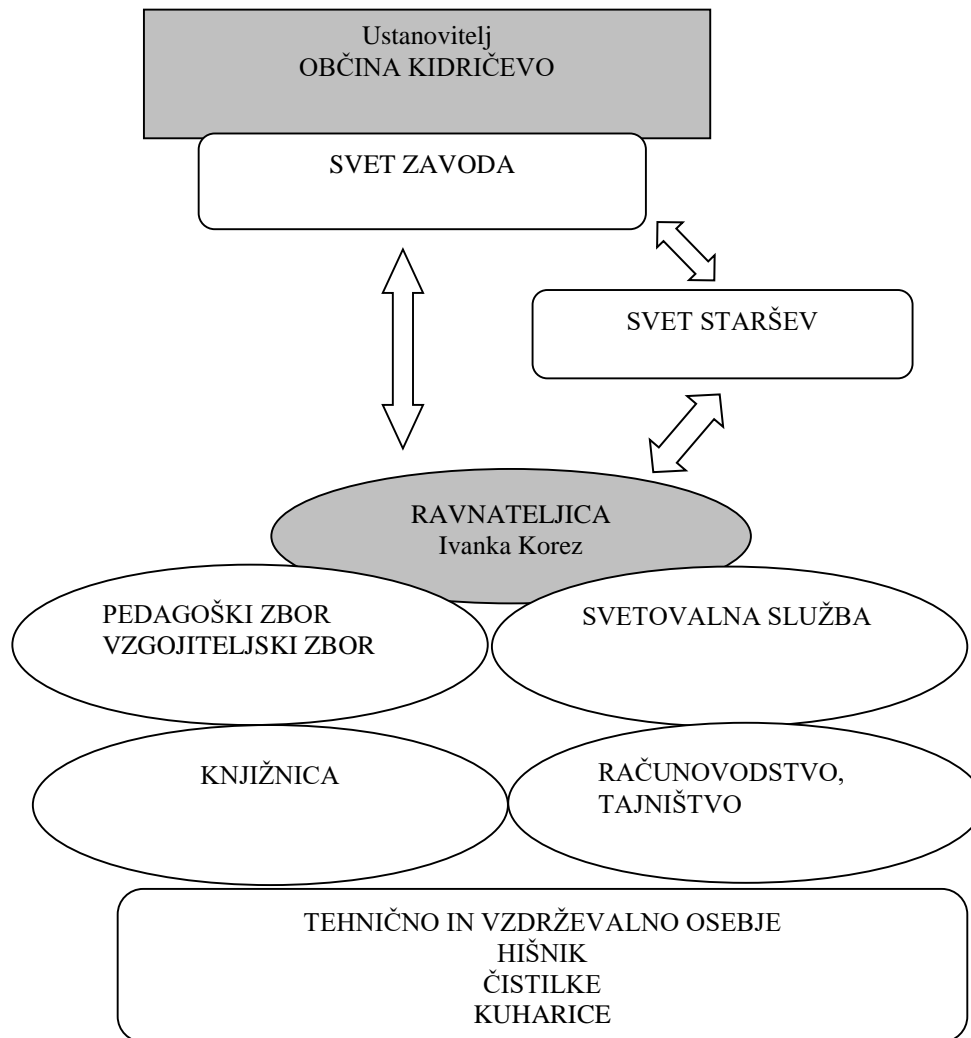 Ustanovitelj
OBČINA KIDRIČEVO
SVET ZAVODA
SVET STARŠEV
RAVNATELJICA
Ivanka Korez
PEDAGOŠKI ZBOR
VZGOJITELJSKI ZBOR
SVETOVALNA SLUŽBA
KNJIŽNICA
RAČUNOVODSTVO,
TAJNIŠTVO
TEHNIČNO IN VZDRŽEVALNO OSEBJE
HIŠNIK
ČISTILKE
KUHARICE